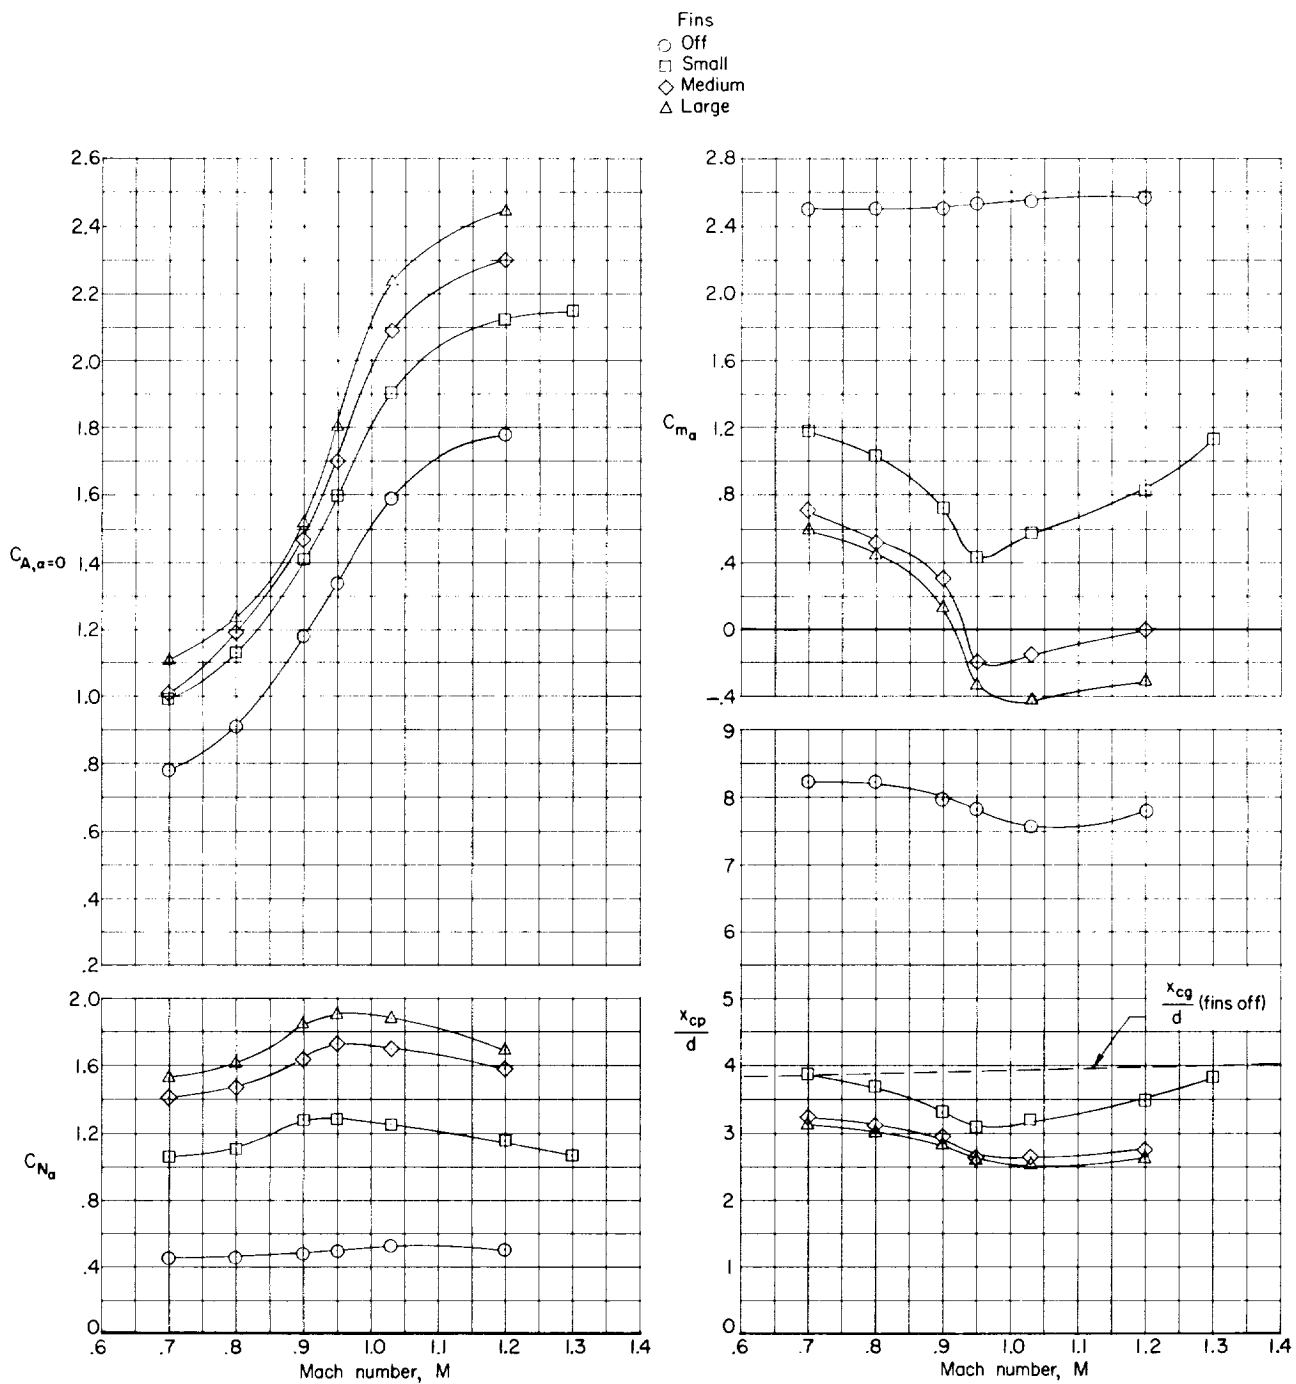 Fins
Off
Small
Medium
Large
2.6
2.4
2.2
2.0
1.8
1.6
C_A,α=0 1.4
1.2
1.0
.8
.6
.4
.2
2.0
1.6
1.2
C_Nα
.8
.4
0
.6 .7 .8 .9 1.0 1.1 1.2 1.3 1.4
Mach number, M
2.8
2.4
2.0
1.6
C_mα 1.2
.8
.4
0
-.4
9
8
7
6
5
x_cp/d
x_cg/d (fins off)
4
3
2
1
0
.6 .7 .8 .9 1.0 1.1 1.2 1.3 1.4
Mach number, M